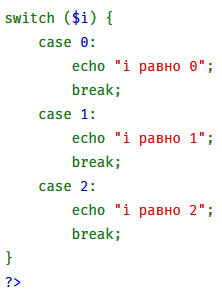 switch ($i) {
    case 0:
        echo "i равно 0";
        break;
    case 1:
        echo "i равно 1";
        break;
    case 2:
        echo "i равно 2";
        break;
}
?>